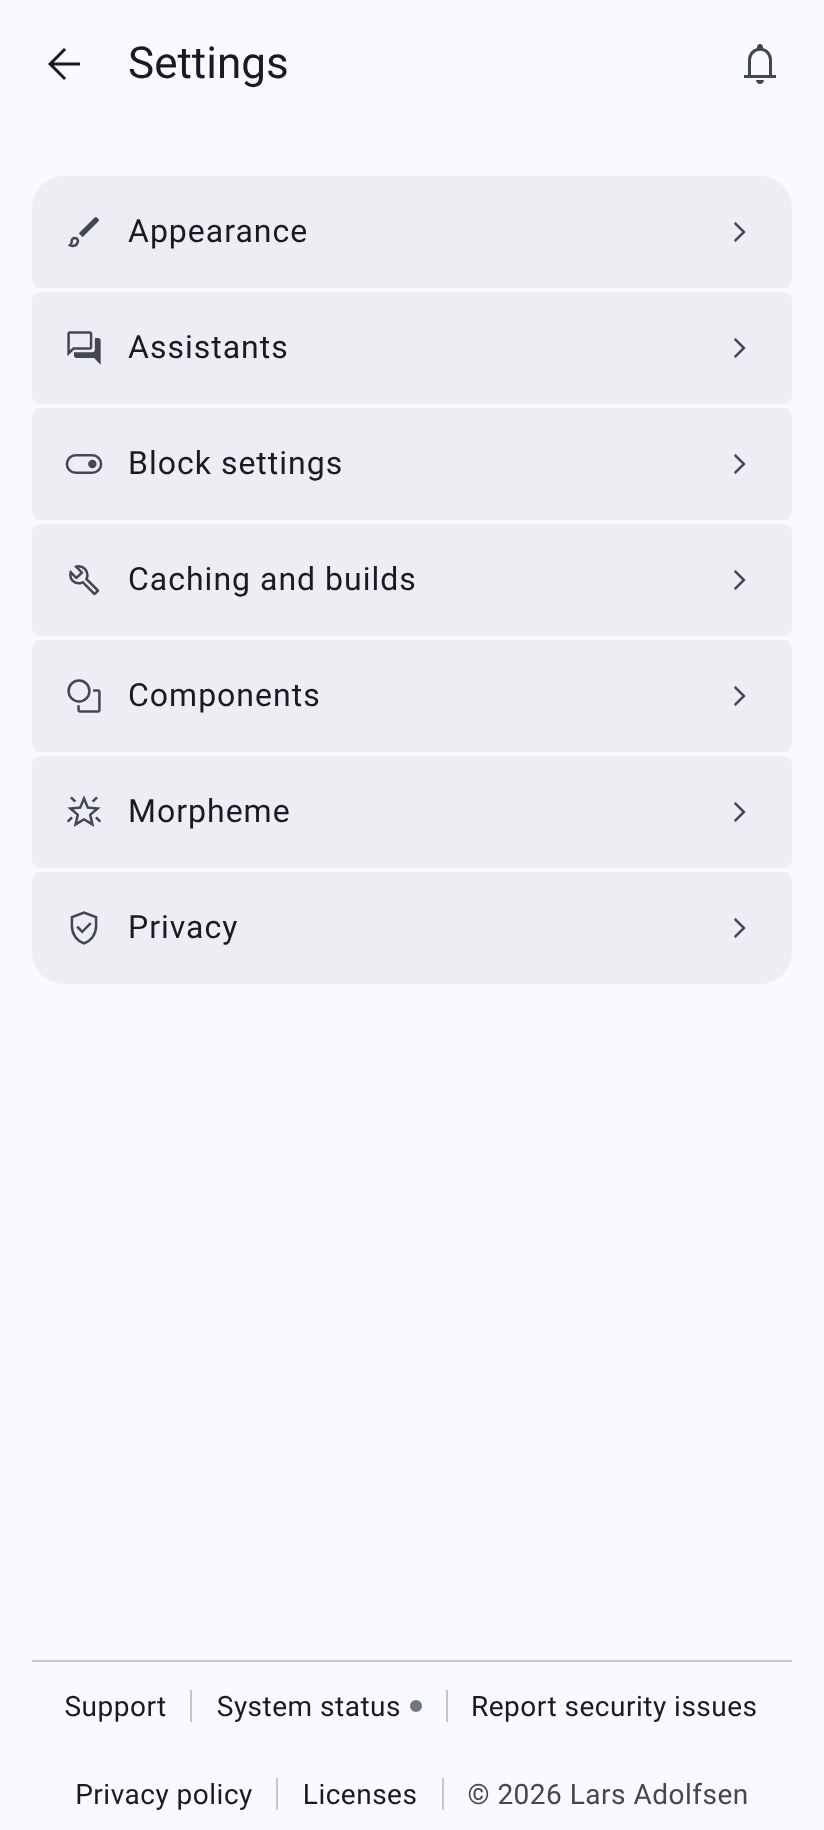 Settings
Appearance
Assistants
Block settings
Caching and builds
Components
Morpheme
Privacy
Support System status Report security issues
Privacy policy Licenses © 2026 Lars Adolfsen